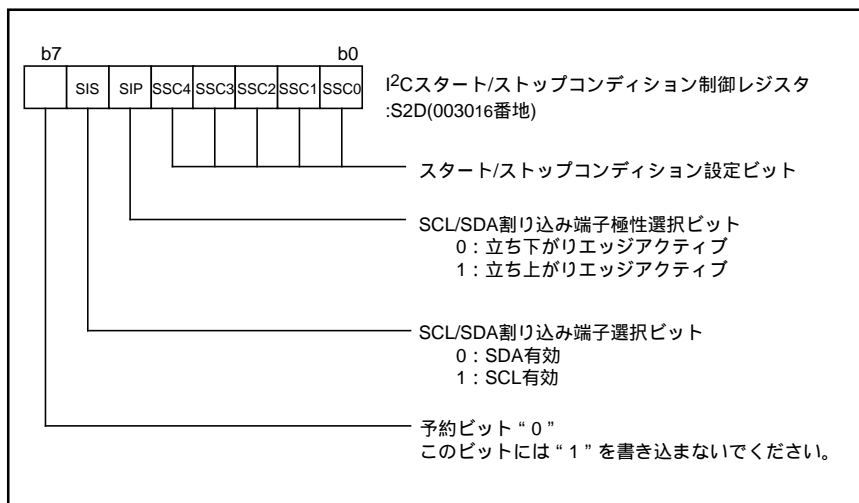 b7 b0
SIS SIP SSC4 SSC3 SSC2 SSC1 SSC0
I2Cスタート/ストップコンディション制御レジスタ
:S2D(003016番地)
スタート/ストップコンディション設定ビット
SCL/SDA割り込み端子極性選択ビット
0：立ち下がりエッジアクティブ
1：立ち上がりエッジアクティブ
SCL/SDA割り込み端子選択ビット
0：SDA有効
1：SCL有効
予約ビット“ 0 ”
このビットには“ 1 ”を書き込まないでください。